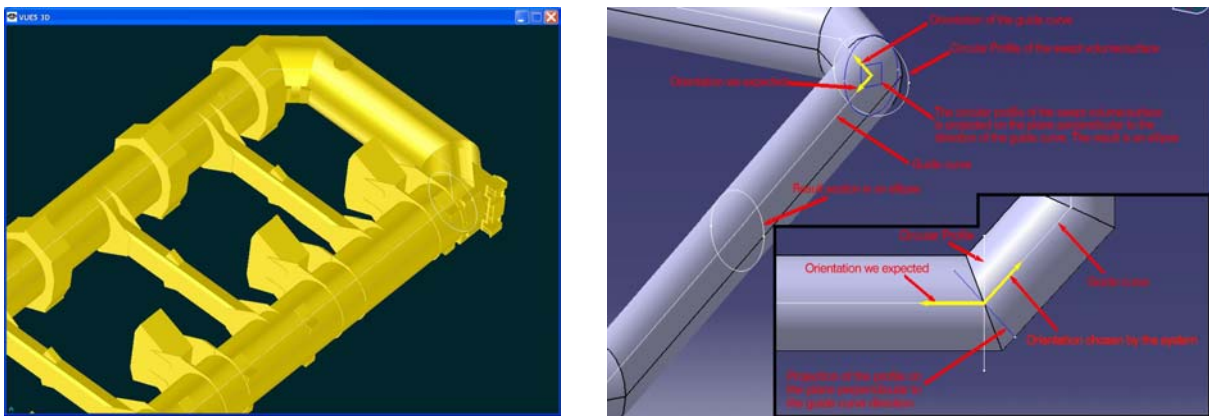 VUES 3D
Orientation of the guide curve
Circular Profile of the swept volume/surface
Orientation we expected
The circular profile of the swept volume/surface
is projected on the plane perpendicular to the
direction of the guide curve. The result is an ellipse.
Guide curve
Result section is an ellipse
Circular Profile
Orientation we expected
Guide curve
Orientation chosen by the system
Projection of the profile of
the plane perpendicular to
the guide curve direction